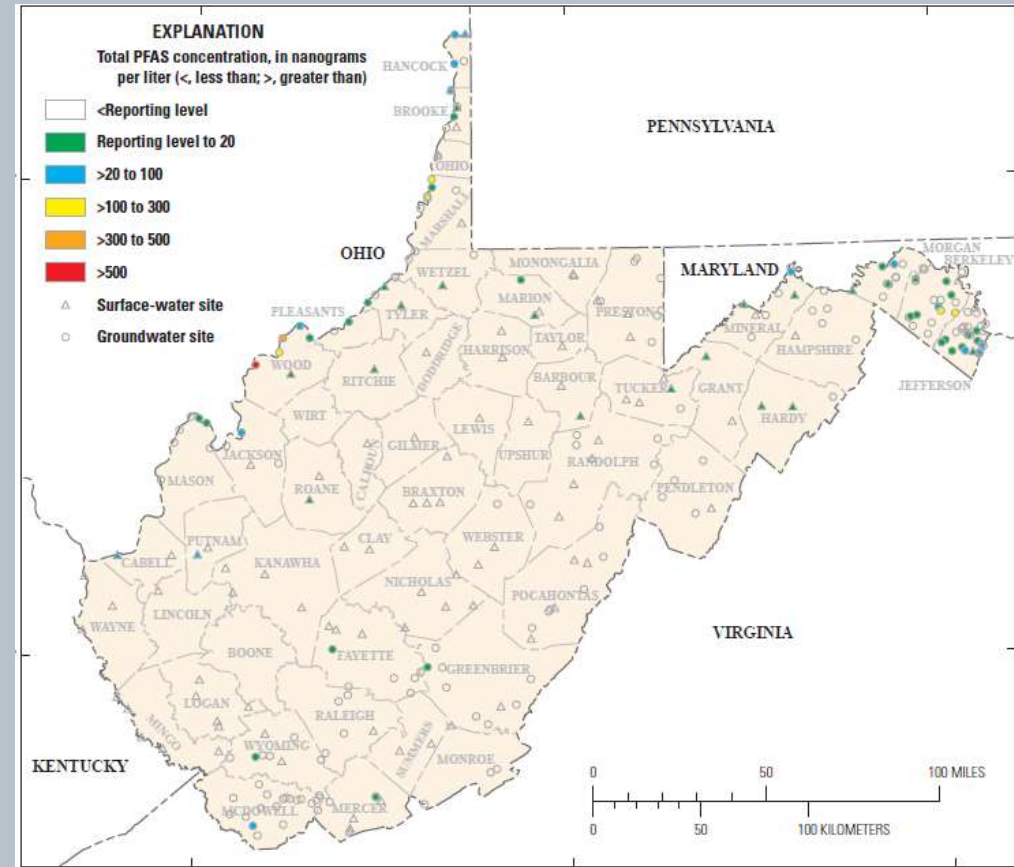 EXPLANATION
Total PFAS concentration, in nanograms
per liter (<, less than; >, greater than)
<Reporting level
Reporting level to 20
>20 to 100
>100 to 300
>300 to 500
>500
Surface-water site
Groundwater site
HANCOCK
BROOKE
PENNSYLVANIA
OHIO
MARSHALL
OHIO
MARYLAND
MORGAN
BERKELEY
WETZEL
MONONGALIA
MARION
PRESTON
PLEASANTS
TYLER
MINERAL
HAMPSHIRE
TAYLOR
HARRISON
DODDRIDGE
WOOD
RITCHIE
BARBOUR
TUCKER
GRANT
JEFFERSON
HARDY
WIRT
LEWIS
GILMER
CALHOUN
UPSHUR
RANDOLPH
JACKSON
MASON
ROANE
BRAXTON
PENDLETON
PUTNAM
CLAY
WEBSTER
CABELL
KANAWHA
NICHOLAS
POCAHONTAS
LINCOLN
WAYNE
VIRGINIA
BOONE
FAYETTE
GREENBRIER
LOGAN
RALEIGH
MINGO
WYOMING
SUMMERS
MONROE
KENTUCKY
MCDOWELL
MERCER
0 50 100 MILES
0 50 100 KILOMETERS